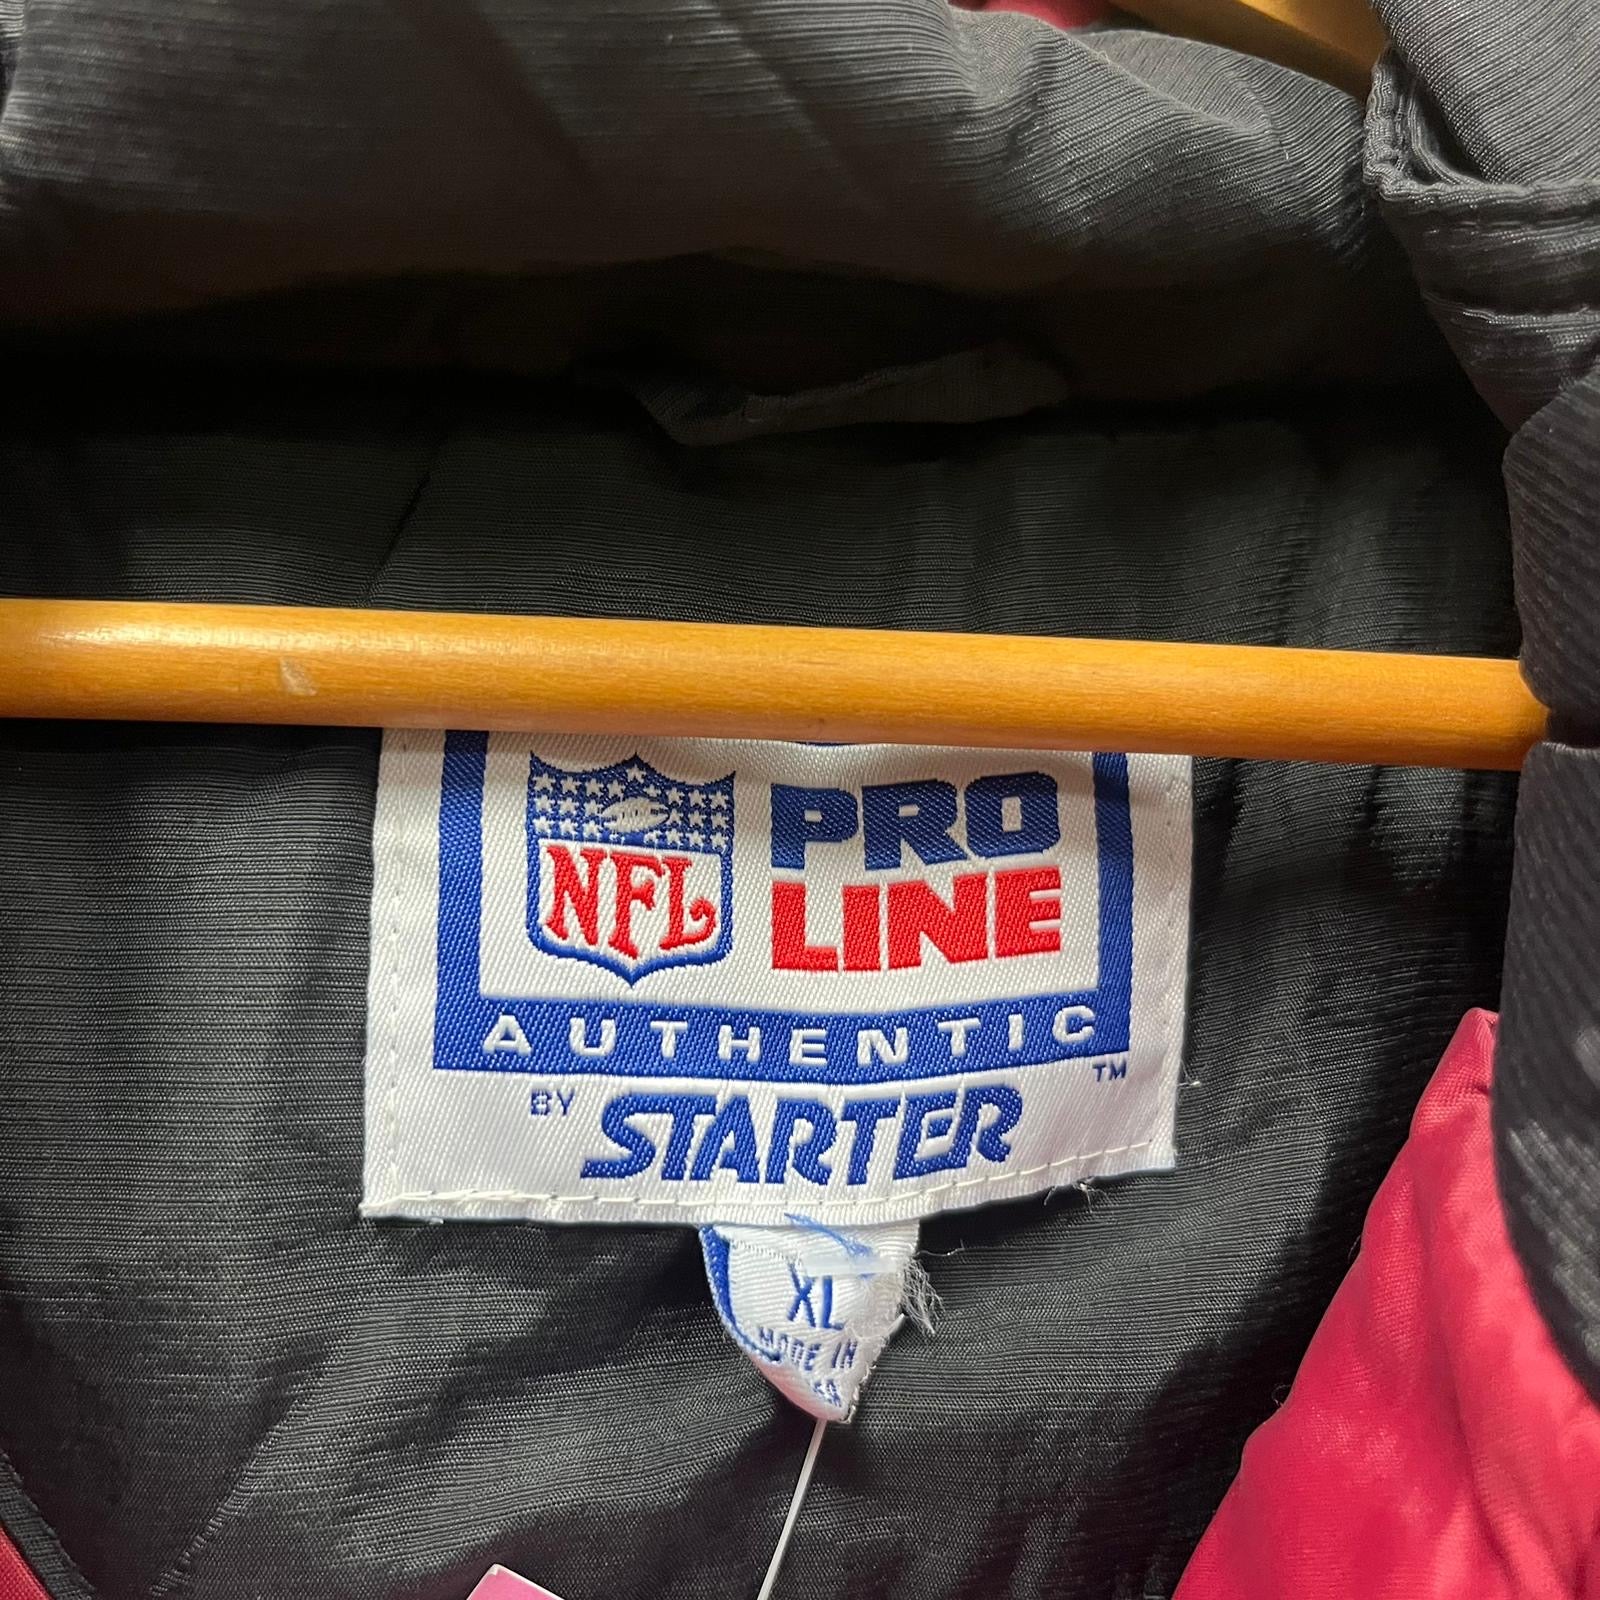 NFL
PRO
LINE
AUTHENTIC
TM
BY STARTER
XL
MADE IN